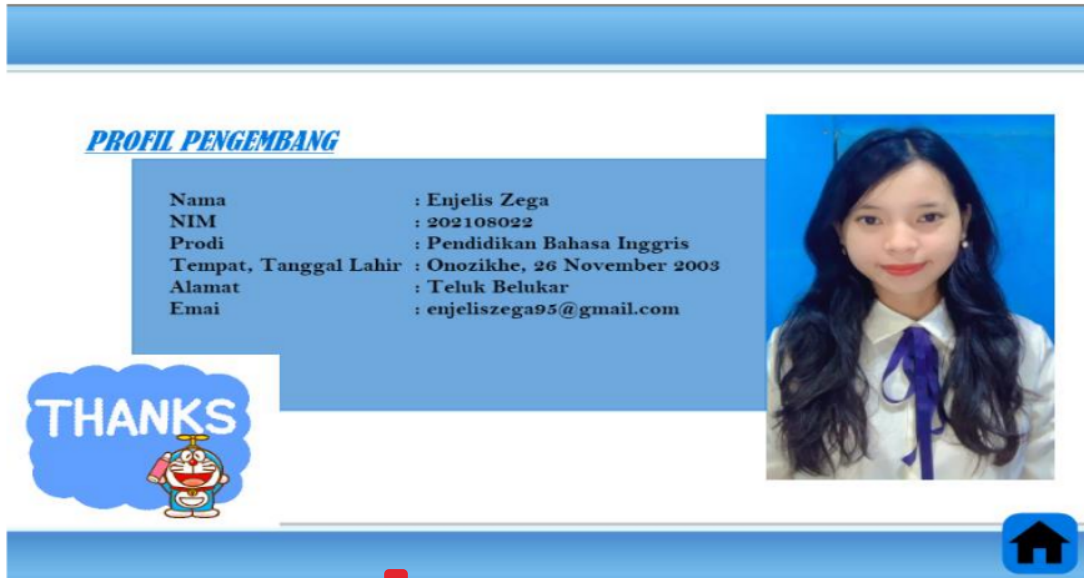 PROFIL PENGEMBANG
Nama : Enjelis Zega
NIM : 202108022
Prodi : Pendidikan Bahasa Inggris
Tempat, Tanggal Lahir : Onozikhe, 26 November 2003
Alamat : Teluk Belukar
Emai : enjeliszega95@gmail.com
THANKS